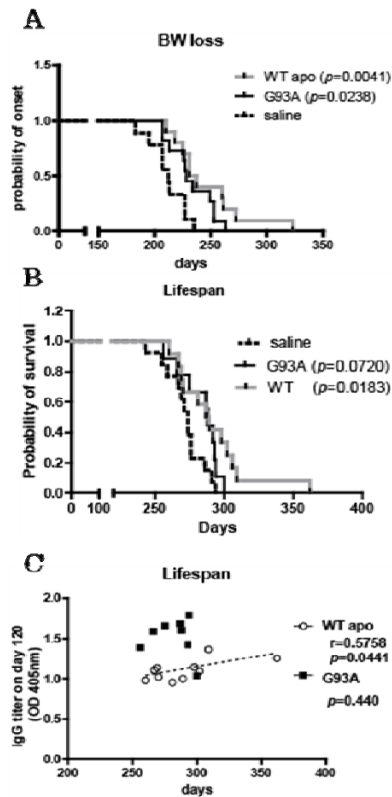 A
BW loss
probability of onset
1.5
1.0
0.5
0.0
WT apo (p=0.0041)
G93A (p=0.0238)
saline
0 150 200 250 300 350
days
B
Lifespan
Probability of survival
1.2
1.0
0.8
0.6
0.4
0.2
0.0
saline
G93A (p=0.0720)
WT (p=0.0183)
0 100 250 300 350 400
Days
C
Lifespan
IgG titer on day 120
(OD 405nm)
2.0
1.5
1.0
0.5
0.0
WT apo
r=0.5758
p=0.0441
G93A
p=0.440
200 250 300 350 400
days